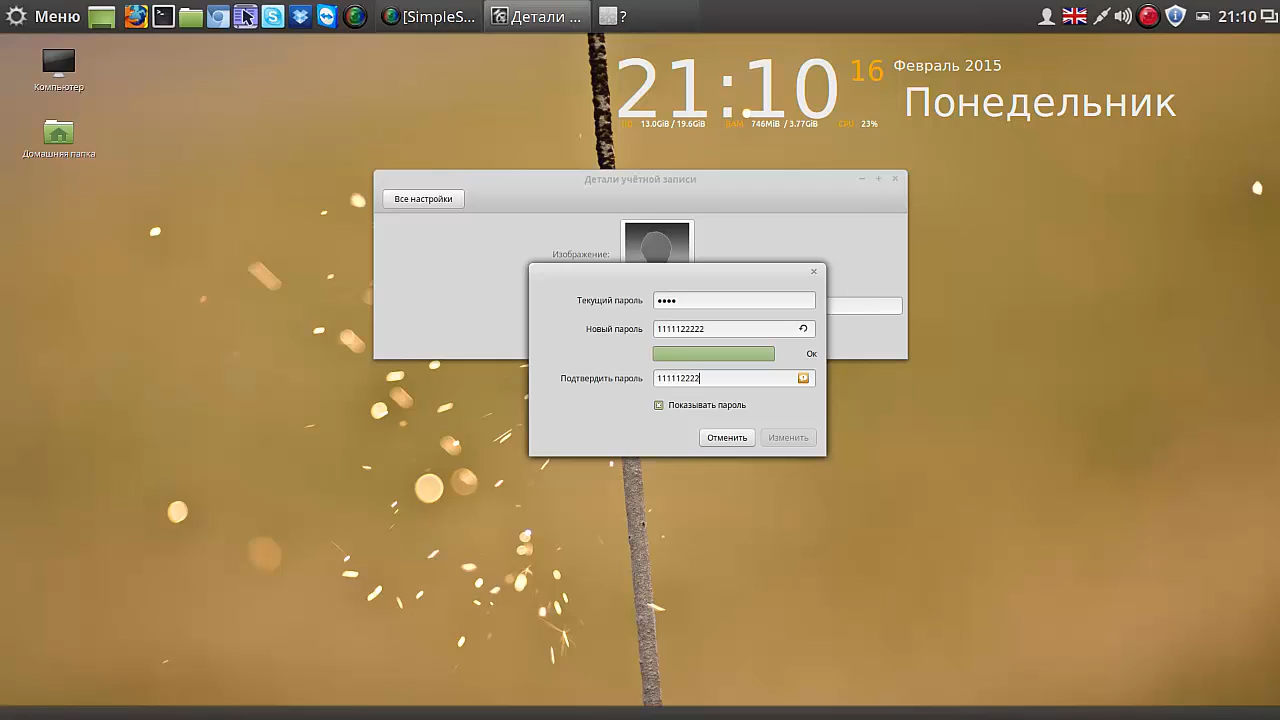 Меню
[SimpleS...
Детали ...
?
21:10
Компьютер
Домашняя папка
21:10
16
Февраль 2015
Понедельник
13.0GiB / 19.6GiB
746MiB / 3.77GiB
CPU 23%
Детали учётной записи
Все настройки
Изображение:
Текущий пароль ••••
Новый пароль 1111122222
Ок
Подтвердить пароль 111112222
Показывать пароль
Отменить
Изменить